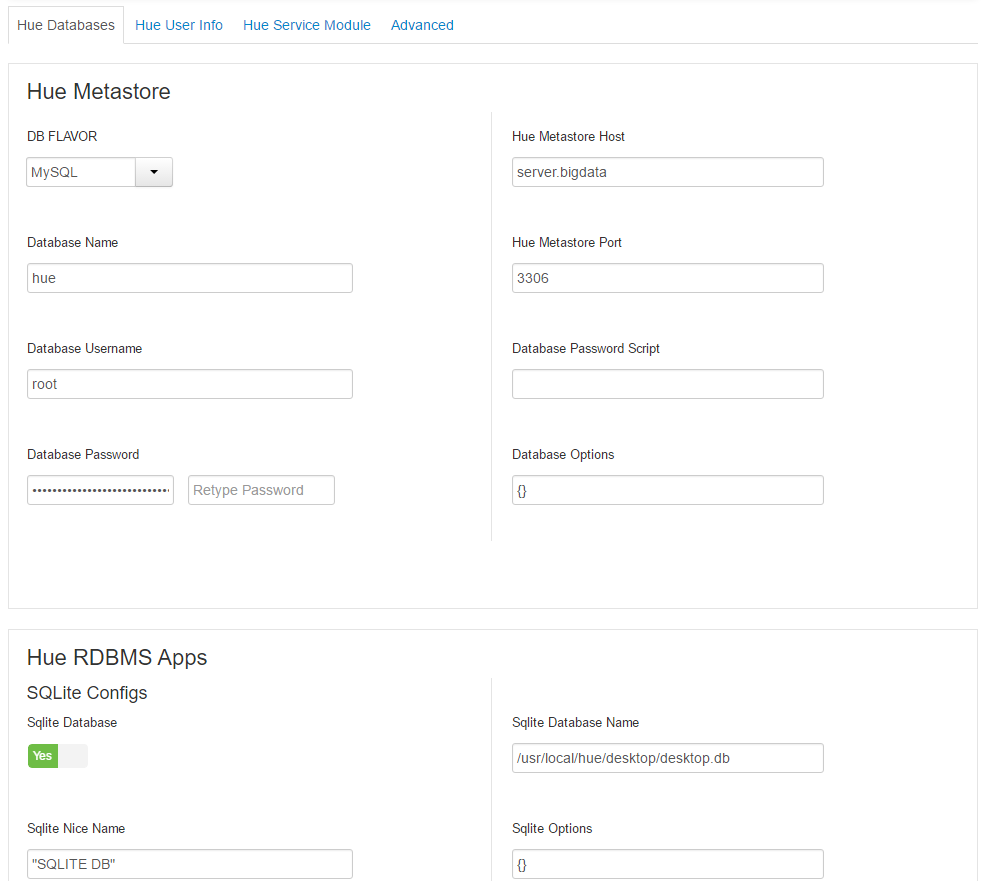 Hue Databases Hue User Info Hue Service Module Advanced
Hue Metastore
DB FLAVOR
MySQL
Hue Metastore Host
server.bigdata
Database Name
hue
Hue Metastore Port
3306
Database Username
root
Database Password Script
Database Password
Retype Password
Database Options
{}
Hue RDBMS Apps
SQLite Configs
Sqlite Database
Yes
Sqlite Database Name
/usr/local/hue/desktop/desktop.db
Sqlite Nice Name
"SQLITE DB"
Sqlite Options
{}